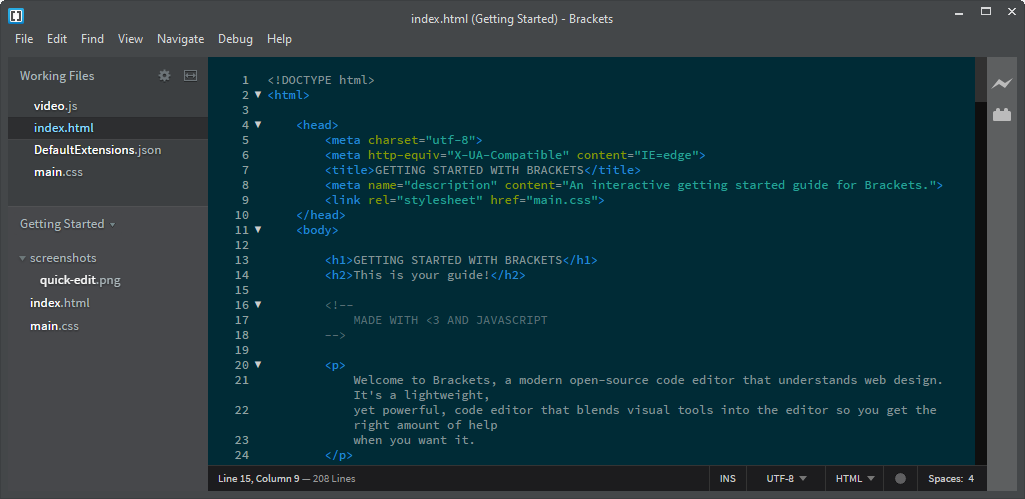 index.html (Getting Started) - Brackets
File Edit Find View Navigate Debug Help
Working Files
video.js
index.html
DefaultExtensions.json
main.css
Getting Started
screenshots
quick-edit.png
index.html
main.css
1 <!DOCTYPE html>
2 <html>
3
4 <head>
5 <meta charset="utf-8">
6 <meta http-equiv="X-UA-Compatible" content="IE=edge">
7 <title>GETTING STARTED WITH BRACKETS</title>
8 <meta name="description" content="An interactive getting started guide for Brackets.">
9 <link rel="stylesheet" href="main.css">
10 </head>
11 <body>
12
13 <h1>GETTING STARTED WITH BRACKETS</h1>
14 <h2>This is your guide!</h2>
15
16 <!--
17 MADE WITH <3 AND JAVASCRIPT
18 -->
19
20 <p>
21 Welcome to Brackets, a modern open-source code editor that understands web design.
It's a lightweight,
22 yet powerful, code editor that blends visual tools into the editor so you get the
right amount of help
23 when you want it.
24 </p>
Line 15, Column 9 — 208 Lines INS UTF-8 HTML Spaces: 4